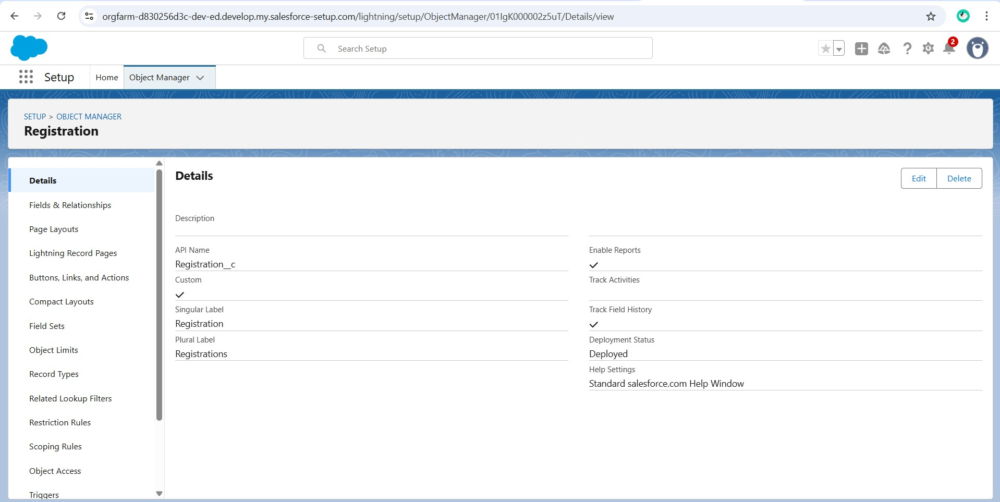 orgfarm-d830256d3c-dev-ed.develop.my.salesforce-setup.com/lightning/setup/ObjectManager/01IgK000002z5uT/Details/view
Search Setup
2
Setup
Home
Object Manager
SETUP > OBJECT MANAGER
Registration
Details
Fields & Relationships
Page Layouts
Lightning Record Pages
Buttons, Links, and Actions
Compact Layouts
Field Sets
Object Limits
Record Types
Related Lookup Filters
Restriction Rules
Scoping Rules
Object Access
Triggers
Details
Edit
Delete
Description
API Name
Registration__c
Custom
Singular Label
Registration
Plural Label
Registrations
Enable Reports
Track Activities
Track Field History
Deployment Status
Deployed
Help Settings
Standard salesforce.com Help Window